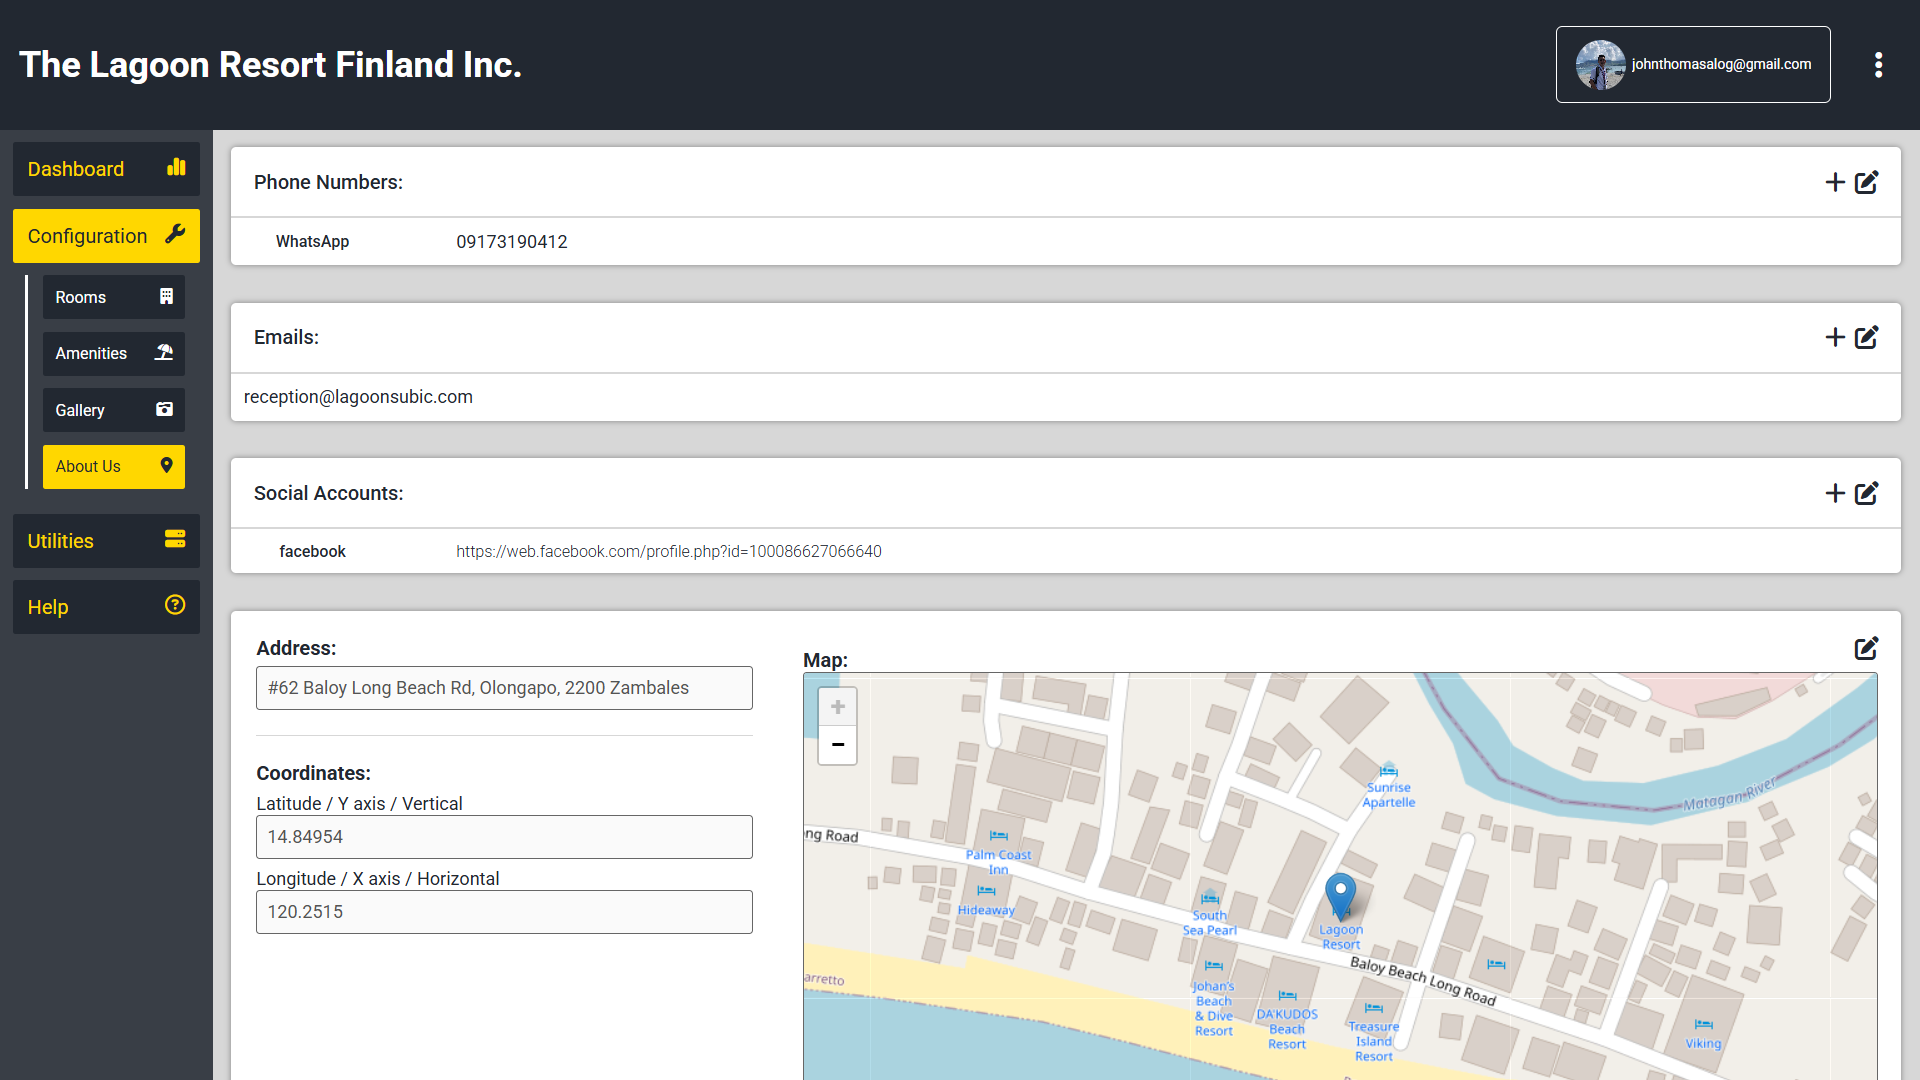 The Lagoon Resort Finland Inc.
johnthomasalog@gmail.com
Dashboard
Configuration
Rooms
Amenities
Gallery
About Us
Utilities
Help
Phone Numbers:
WhatsApp 09173190412
Emails:
reception@lagoonsubic.com
Social Accounts:
facebook https://web.facebook.com/profile.php?id=100086627066640
Address:
#62 Baloy Long Beach Rd, Olongapo, 2200 Zambales
Coordinates:
Latitude / Y axis / Vertical
14.84954
Longitude / X axis / Horizontal
120.2515
Map:
+
−
Sunrise
Apartelle
Matagan River
ng Road
Palm Coast
Inn
Hideaway
South
Sea Pearl
Lagoon
Resort
Baloy Beach Long Road
arretto
Johan's
Beach
& Dive
Resort
DA'KUDOS
Beach
Resort
Treasure
Island
Resort
Viking